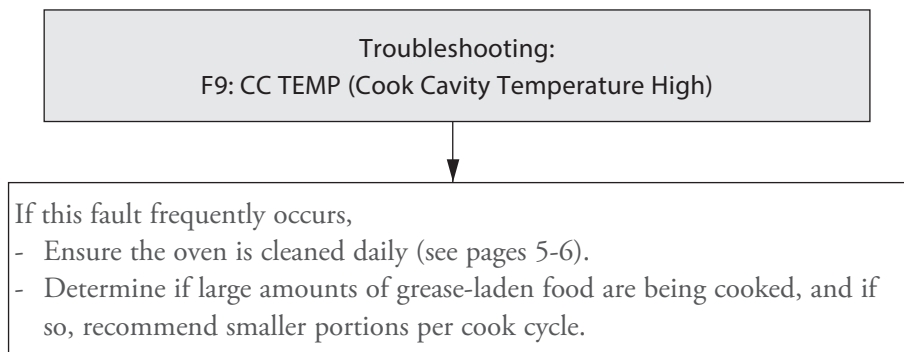 Troubleshooting:
F9: CC TEMP (Cook Cavity Temperature High)
If this fault frequently occurs,
- Ensure the oven is cleaned daily (see pages 5-6).
- Determine if large amounts of grease-laden food are being cooked, and if
so, recommend smaller portions per cook cycle.